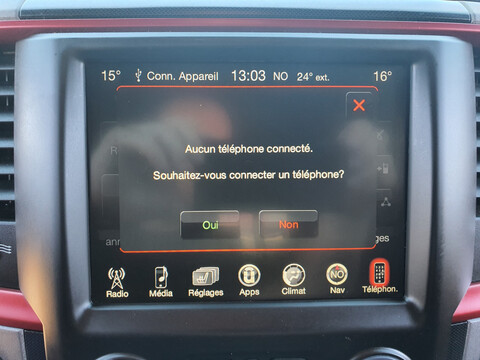 15° Conn. Appareil 13:03 NO 24° ext. 16°
Aucun téléphone connecté.
Souhaitez-vous connecter un téléphone?
Oui Non
NO
Radio Média Réglages Apps Climat Nav Téléphon.